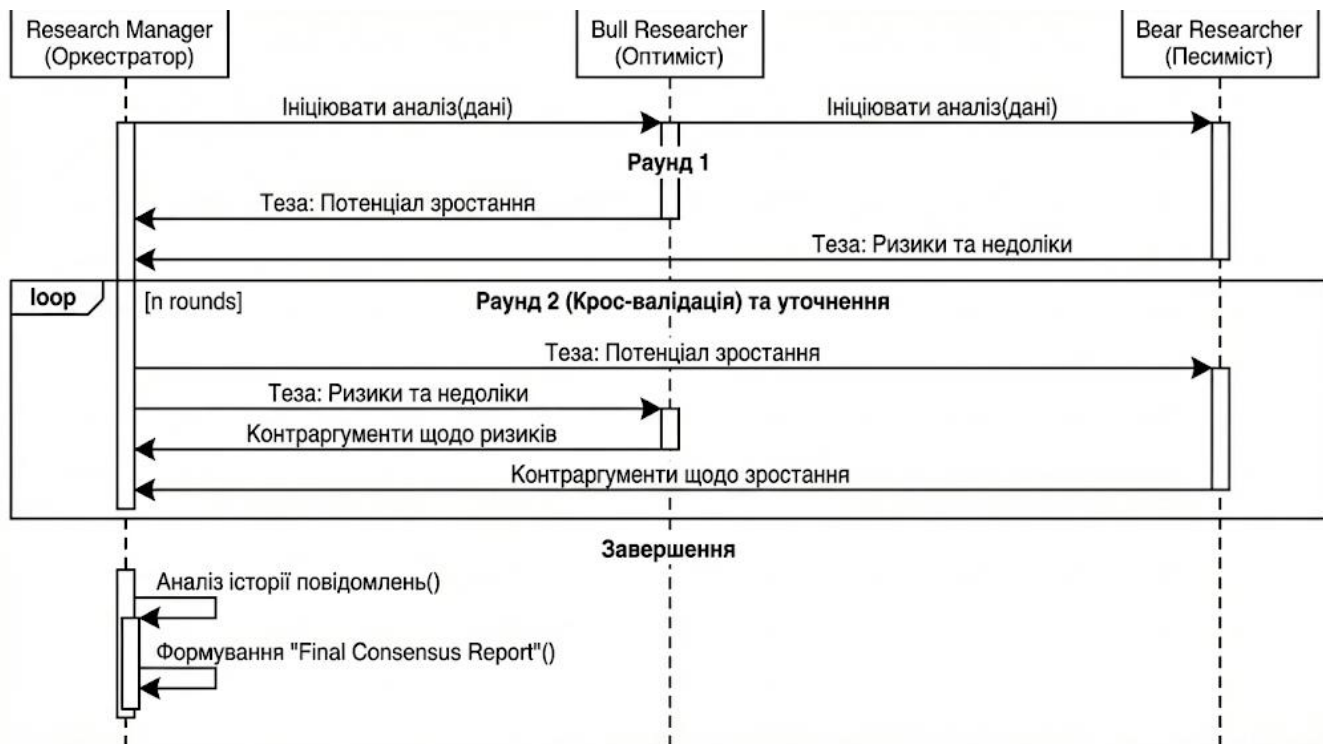 Research Manager
(Оркестратор)
Bull Researcher
(Оптиміст)
Bear Researcher
(Песиміст)
Ініціювати аналіз(дані)
Ініціювати аналіз(дані)
Раунд 1
Теза: Потенціал зростання
Теза: Ризики та недоліки
loop
[n rounds]
Раунд 2 (Крос-валідація) та уточнення
Теза: Потенціал зростання
Теза: Ризики та недоліки
Контраргументи щодо ризиків
Контраргументи щодо зростання
Завершення
Аналіз історії повідомлень()
Формування "Final Consensus Report"()